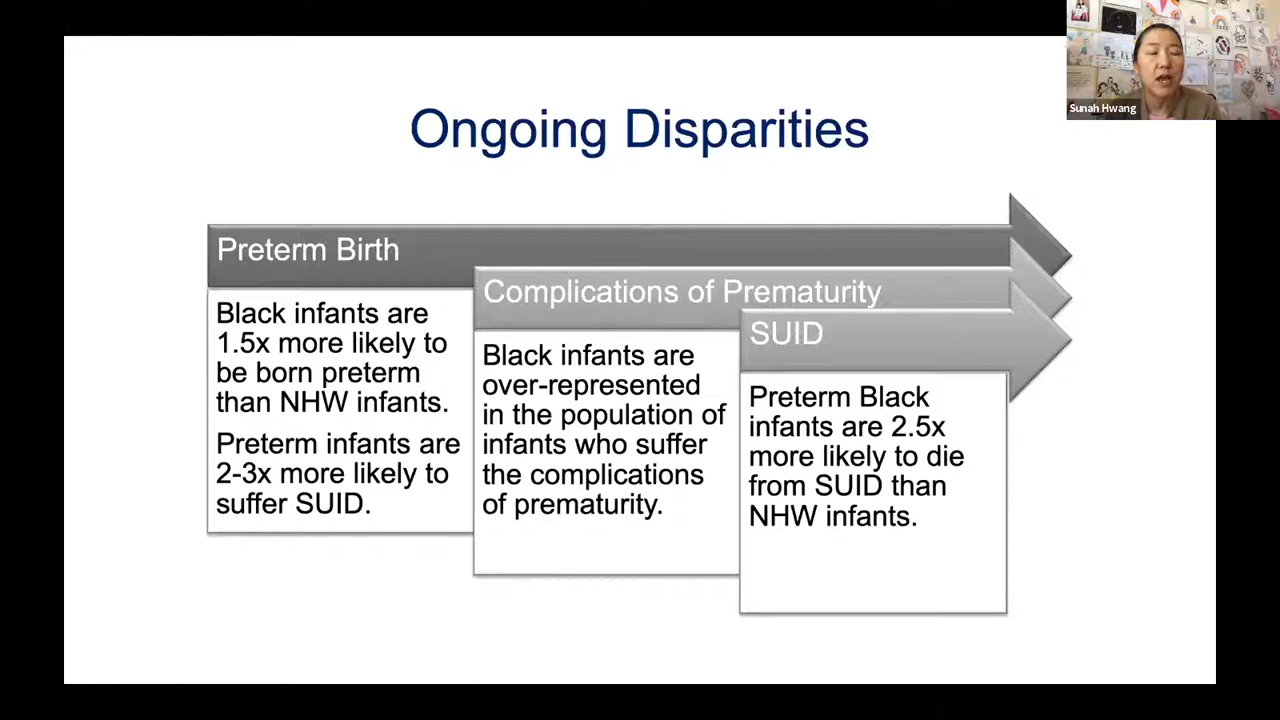 Sunah Hwang
Ongoing Disparities
Preterm Birth
Black infants are
1.5x more likely to
be born preterm
than NHW infants.
Preterm infants are
2-3x more likely to
suffer SUID.
Complications of Prematurity
Black infants are
over-represented
in the population of
infants who suffer
the complications
of prematurity.
SUID
Preterm Black
infants are 2.5x
more likely to die
from SUID than
NHW infants.